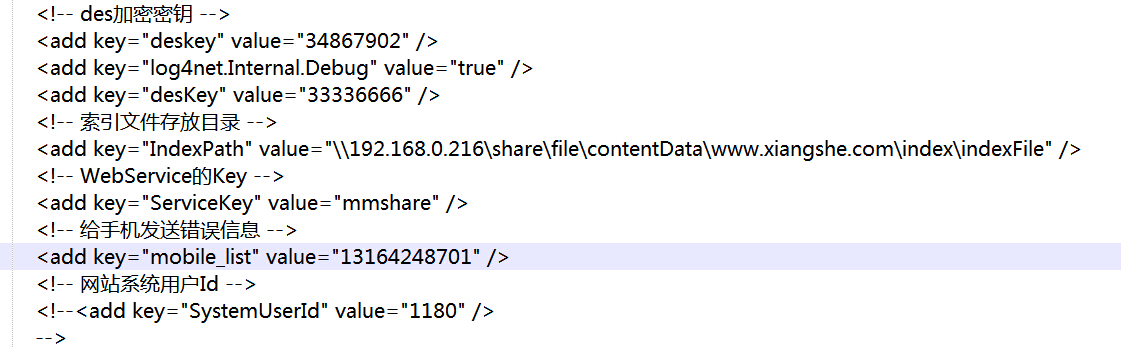 <!-- des加密密钥 -->
<add key="deskey" value="34867902" />
<add key="log4net.Internal.Debug" value="true" />
<add key="desKey" value="33336666" />
<!-- 索引文件存放目录 -->
<add key="IndexPath" value="\\192.168.0.216\share\file\contentData\www.xiangshe.com\index\indexFile" />
<!-- WebService的Key -->
<add key="ServiceKey" value="mmshare" />
<!-- 给手机发送错误信息 -->
<add key="mobile_list" value="13164248701" />
<!-- 网站系统用户Id -->
<!--<add key="SystemUserId" value="1180" />
-->